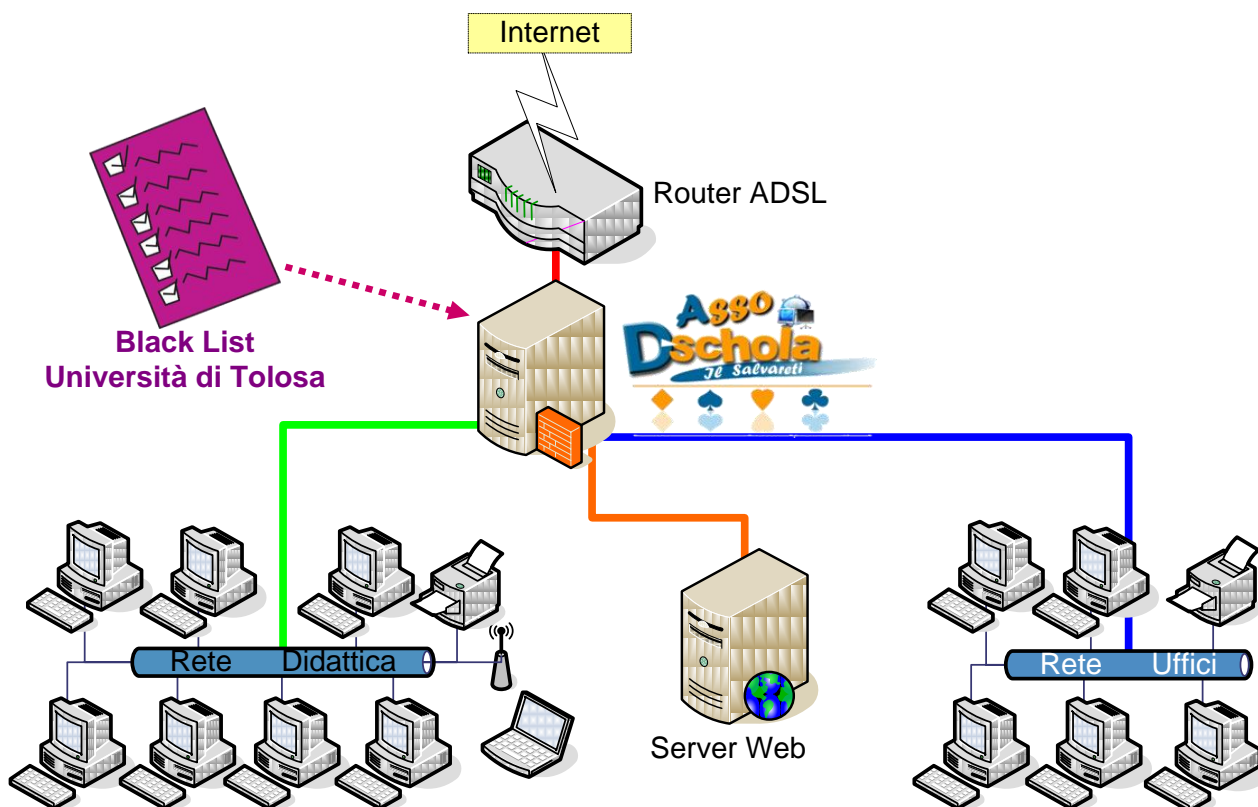 Internet
Router ADSL
Black List
Università di Tolosa
Asso
Dschola
Il Salvareti
Rete Didattica
Server Web
Rete Uffici